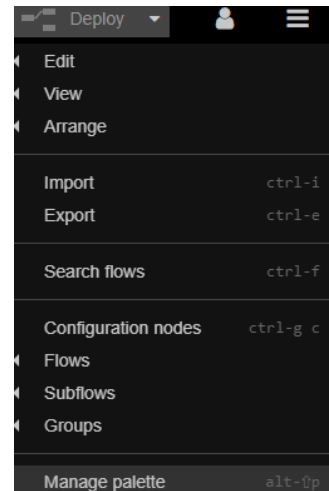 Deploy
Edit
View
Arrange
Import ctrl-i
Export ctrl-e
Search flows ctrl-f
Configuration nodes ctrl-g c
Flows
Subflows
Groups
Manage palette alt-⇧p